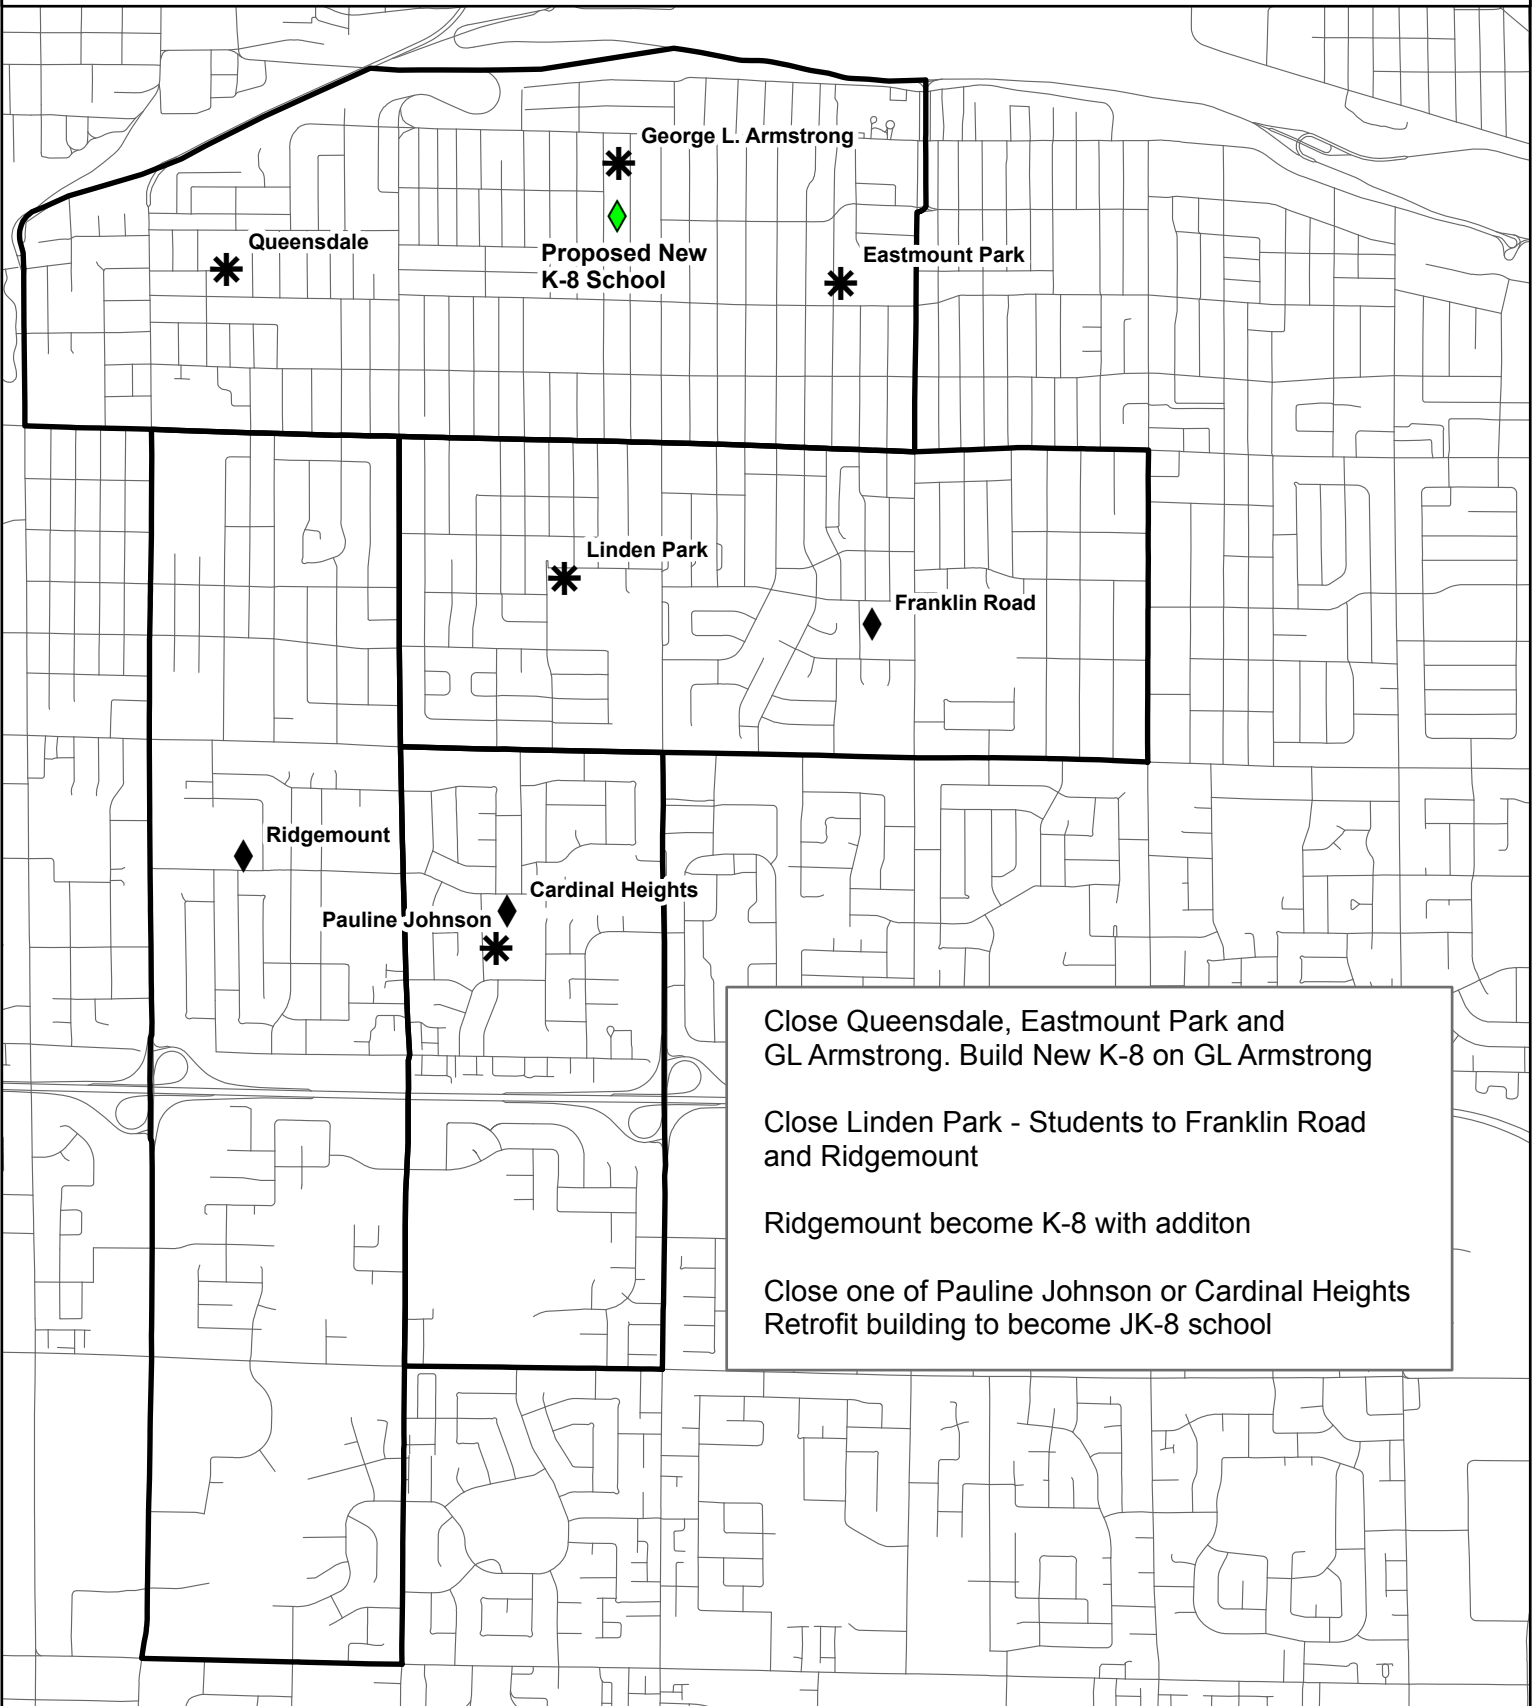 George L. Armstrong
Queensdale
Proposed New
K-8 School
Eastmount Park
Linden Park
Franklin Road
Ridgemount
Cardinal Heights
Pauline Johnson
Close Queensdale, Eastmount Park and
GL Armstrong. Build New K-8 on GL Armstrong
Close Linden Park - Students to Franklin Road
and Ridgemount
Ridgemount become K-8 with additon
Close one of Pauline Johnson or Cardinal Heights
Retrofit building to become JK-8 school